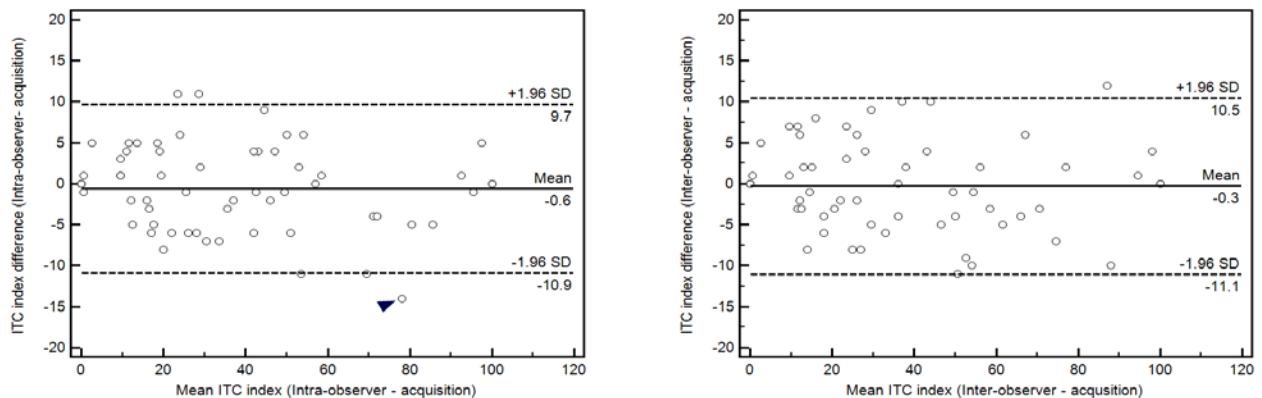 ITC index difference (Intra-observer- acquisition)
20
15
10
5
0
-5
-10
-15
-20
+1.96 SD
9.7
Mean
-0.6
-1.96 SD
-10.9
0 20 40 60 80 100 120
Mean ITC index (Intra-observer - acqusition)
ITC index difference (Inter-observer - acquisition)
20
15
10
5
0
-5
-10
-15
-20
+1.96 SD
10.5
Mean
-0.3
-1.96 SD
-11.1
0 20 40 60 80 100 120
Mean ITC index (Inter-observer - acqusition)